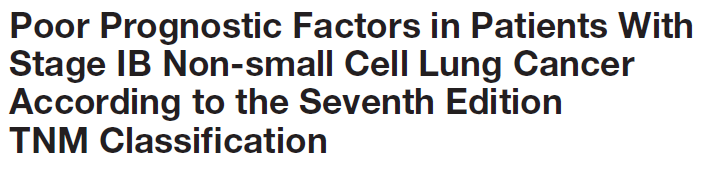 Poor Prognostic Factors in Patients With
Stage IB Non-small Cell Lung Cancer
According to the Seventh Edition
TNM Classification